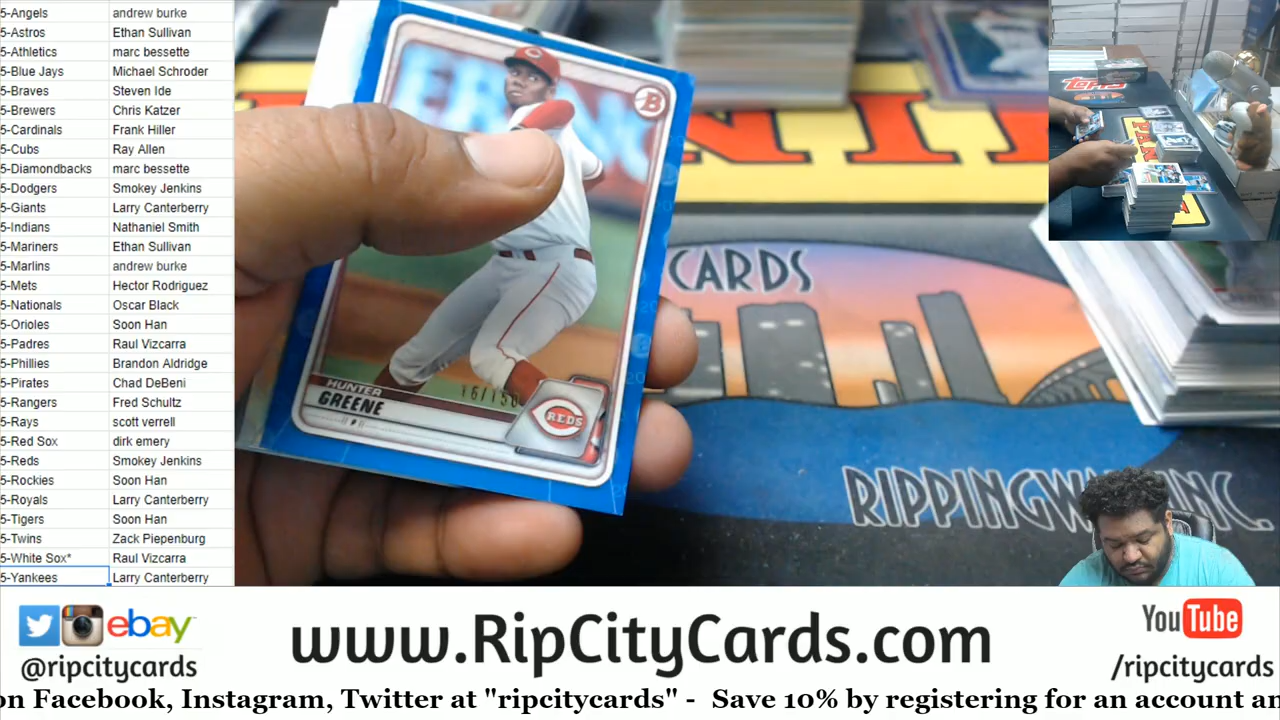 5-Angels andrew burke
5-Astros Ethan Sullivan
5-Athletics marc bessette
5-Blue Jays Michael Schroder
5-Braves Steven Ide
5-Brewers Chris Katzer
5-Cardinals Frank Hiller
5-Cubs Ray Allen
5-Diamondbacks marc bessette
5-Dodgers Smokey Jenkins
5-Giants Larry Canterberry
5-Indians Nathaniel Smith
5-Mariners Ethan Sullivan
5-Marlins andrew burke
5-Mets Hector Rodriguez
5-Nationals Oscar Black
5-Orioles Soon Han
5-Padres Raul Vizcarra
5-Phillies Brandon Aldridge
5-Pirates Chad DeBeni
5-Rangers Fred Schultz
5-Rays scott verrell
5-Red Sox dirk emery
5-Reds Smokey Jenkins
5-Rockies Soon Han
5-Royals Larry Canterberry
5-Tigers Soon Han
5-Twins Zack Piepenburg
5-White Sox* Raul Vizcarra
5-Yankees Larry Canterberry
B
HUNTER
GREENE
16/150
REDS
CARDS
RIPPINGW INC.
Topps
PAN
ebay
@ripcitycards
www.RipCityCards.com
YouTube
/ripcitycards
on Facebook, Instagram, Twitter at "ripcitycards" - Save 10% by registering for an account an